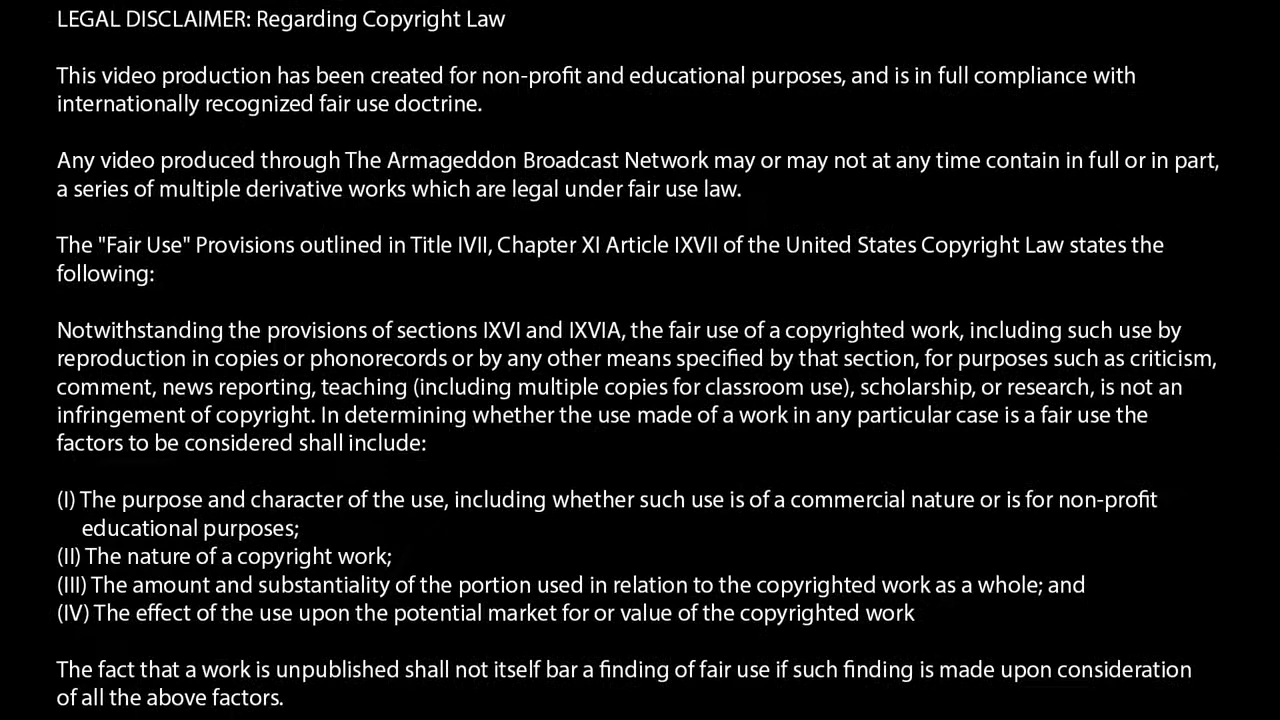 LEGAL DISCLAIMER: Regarding Copyright Law
This video production has been created for non-profit and educational purposes, and is in full compliance with
internationally recognized fair use doctrine.
Any video produced through The Armageddon Broadcast Network may or may not at any time contain in full or in part,
a series of multiple derivative works which are legal under fair use law.
The "Fair Use" Provisions outlined in Title IVII, Chapter XI Article IXVII of the United States Copyright Law states the
following:
Notwithstanding the provisions of sections IXVI and IXVIA, the fair use of a copyrighted work, including such use by
reproduction in copies or phonorecords or by any other means specified by that section, for purposes such as criticism,
comment, news reporting, teaching (including multiple copies for classroom use), scholarship, or research, is not an
infringement of copyright. In determining whether the use made of a work in any particular case is a fair use the
factors to be considered shall include:
(I) The purpose and character of the use, including whether such use is of a commercial nature or is for non-profit
educational purposes;
(II) The nature of a copyright work;
(III) The amount and substantiality of the portion used in relation to the copyrighted work as a whole; and
(IV) The effect of the use upon the potential market for or value of the copyrighted work
The fact that a work is unpublished shall not itself bar a finding of fair use if such finding is made upon consideration
of all the above factors.